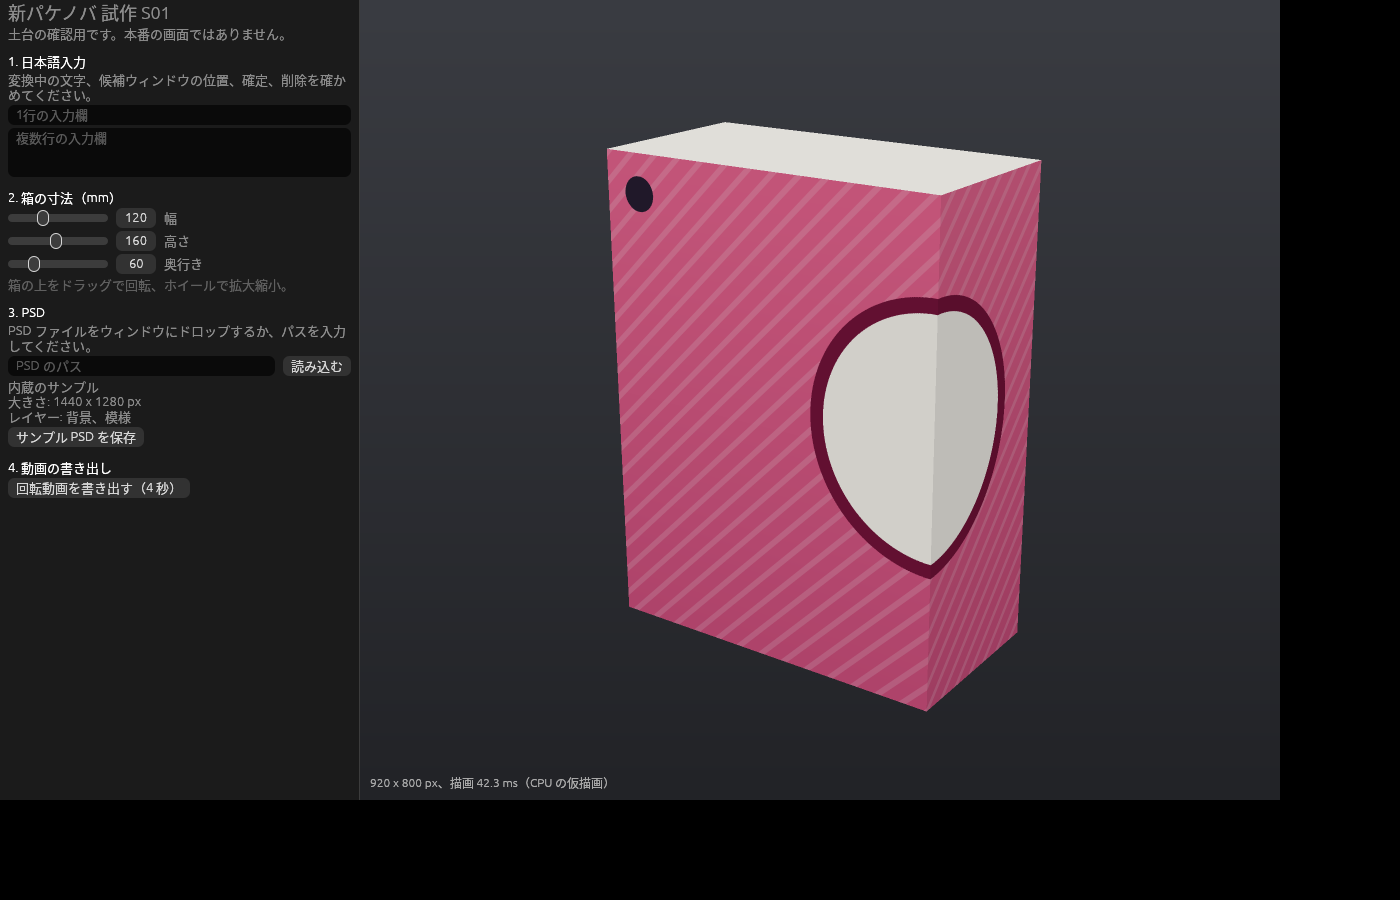 新パケノバ 試作 S01
土台の確認用です。本番の画面ではありません。
1. 日本語入力
変換中の文字、候補ウィンドウの位置、確定、削除を確か
めてください。
1行の入力欄
複数行の入力欄
2. 箱の寸法（mm）
120 幅
160 高さ
60 奥行き
箱の上をドラッグで回転、ホイールで拡大縮小。
3. PSD
PSD ファイルをウィンドウにドロップするか、パスを入力
してください。
PSD のパス 読み込む
内蔵のサンプル
大きさ: 1440 x 1280 px
レイヤー: 背景、模様
サンプル PSD を保存
4. 動画の書き出し
回転動画を書き出す（4 秒）
920 x 800 px、描画 42.3 ms（CPU の仮描画）